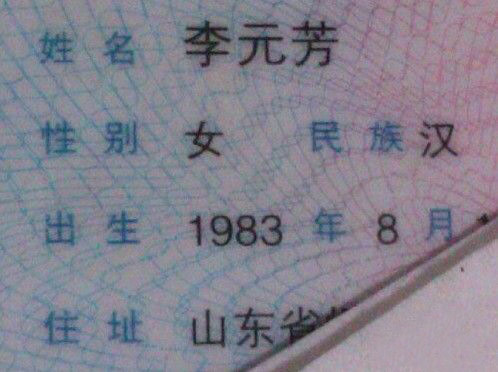 姓名 李元芳
性别 女 民族 汉
出生 1983 年 8 月
住址 山东省